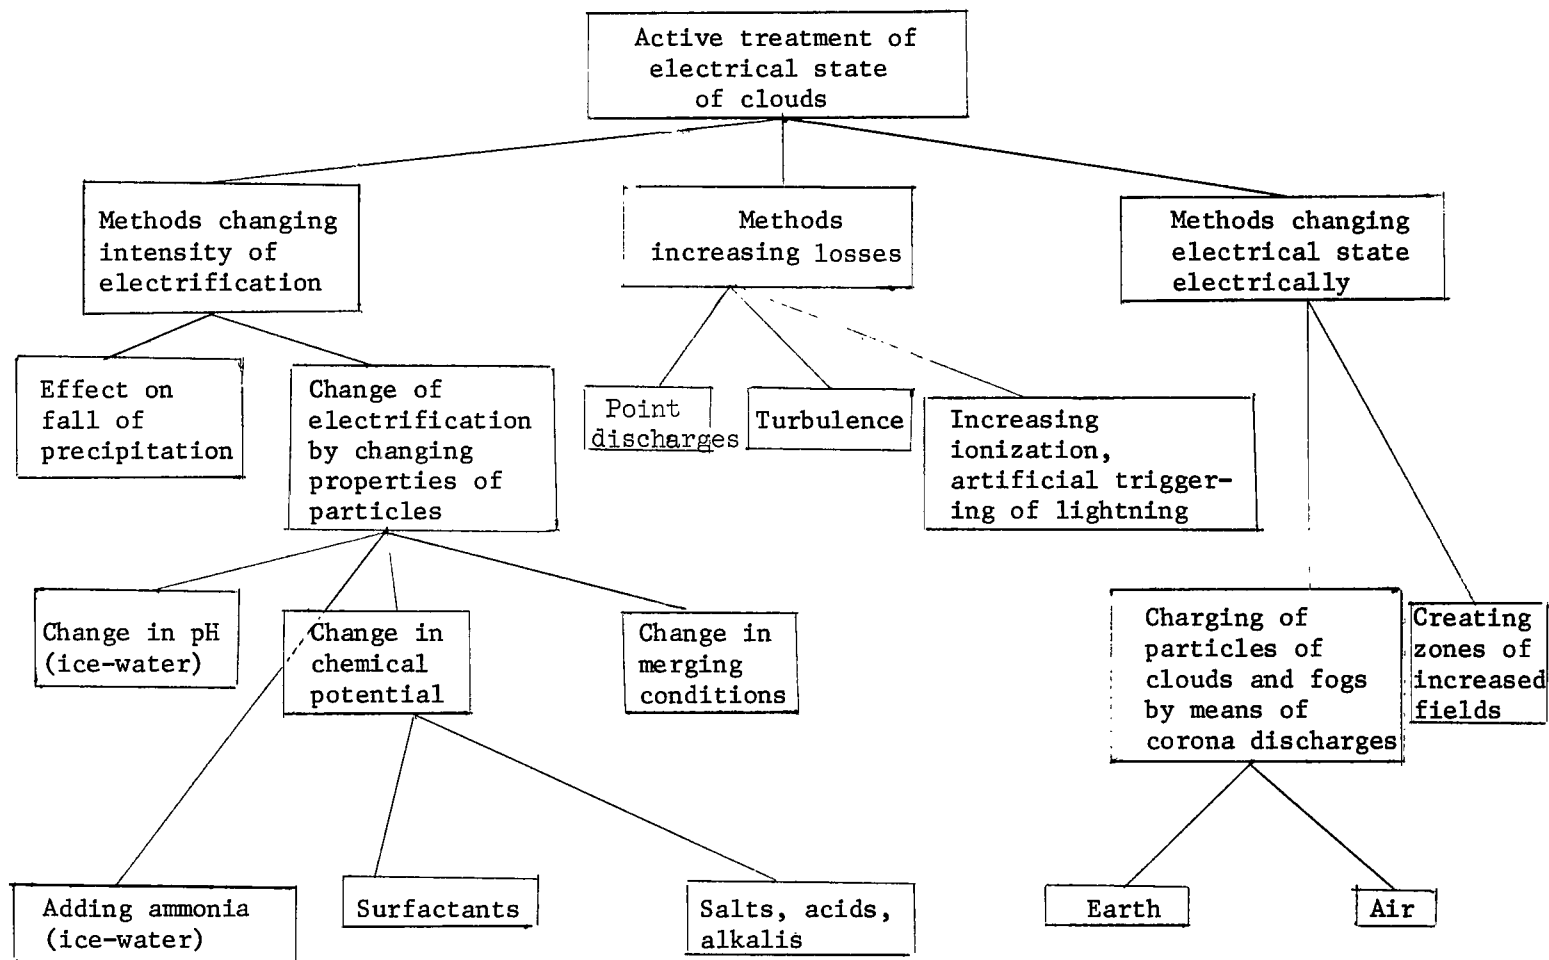 Active treatment of
electrical state
of clouds
Methods changing
intensity of
electrification
Methods
increasing losses
Methods changing
electrical state
electrically
Effect on
fall of
precipitation
Change of
electrification
by changing
properties of
particles
Point
discharges
Turbulence
Increasing
ionization,
artificial trigger-
ing of lightning
Change in pH
(ice-water)
Change in
chemical
potential
Change in
merging
conditions
Charging of
particles of
clouds and fogs
by means of
corona discharges
Creating
zones of
increased
fields
Adding ammonia
(ice-water)
Surfactants
Salts, acids,
alkalis
Earth
Air